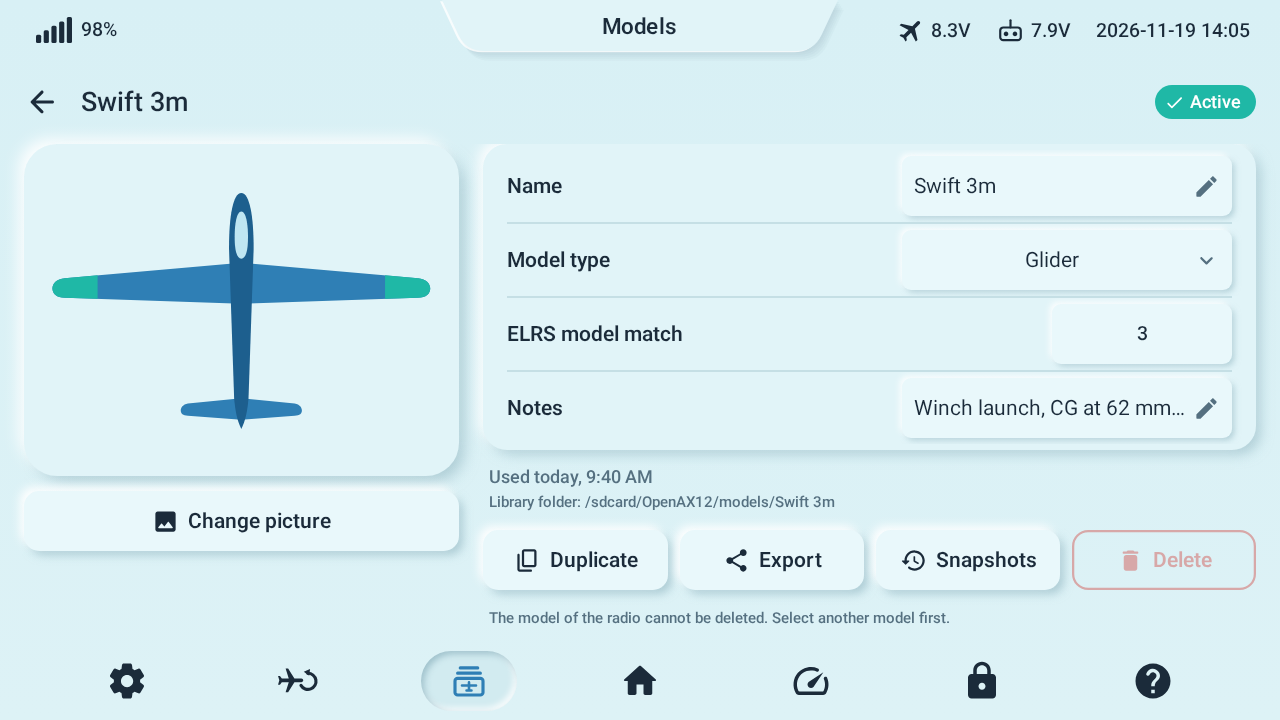 98%
Models
8.3V
7.9V
2026-11-19 14:05
Swift 3m
Active
Name
Swift 3m
Model type
Glider
ELRS model match
3
Notes
Winch launch, CG at 62 mm...
Change picture
Used today, 9:40 AM
Library folder: /sdcard/OpenAX12/models/Swift 3m
Duplicate
Export
Snapshots
Delete
The model of the radio cannot be deleted. Select another model first.